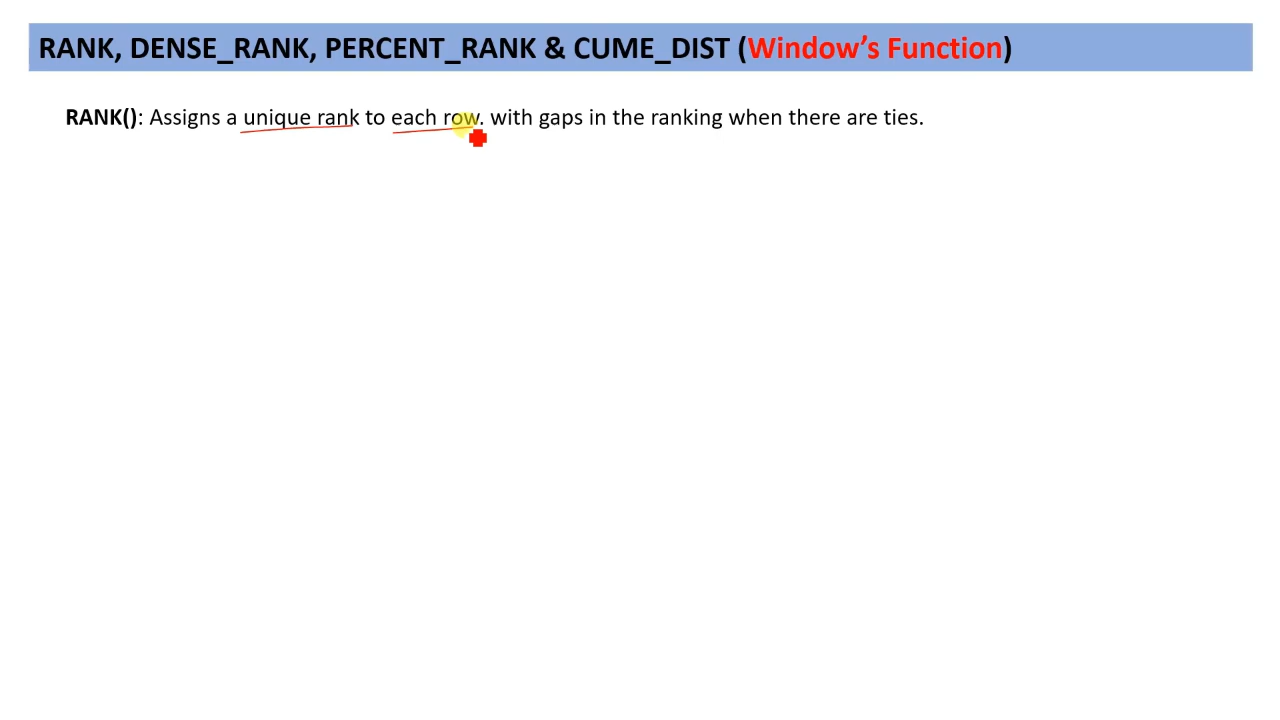 RANK, DENSE_RANK, PERCENT_RANK & CUME_DIST (Window’s Function)
RANK(): Assigns a unique rank to each row. with gaps in the ranking when there are ties.